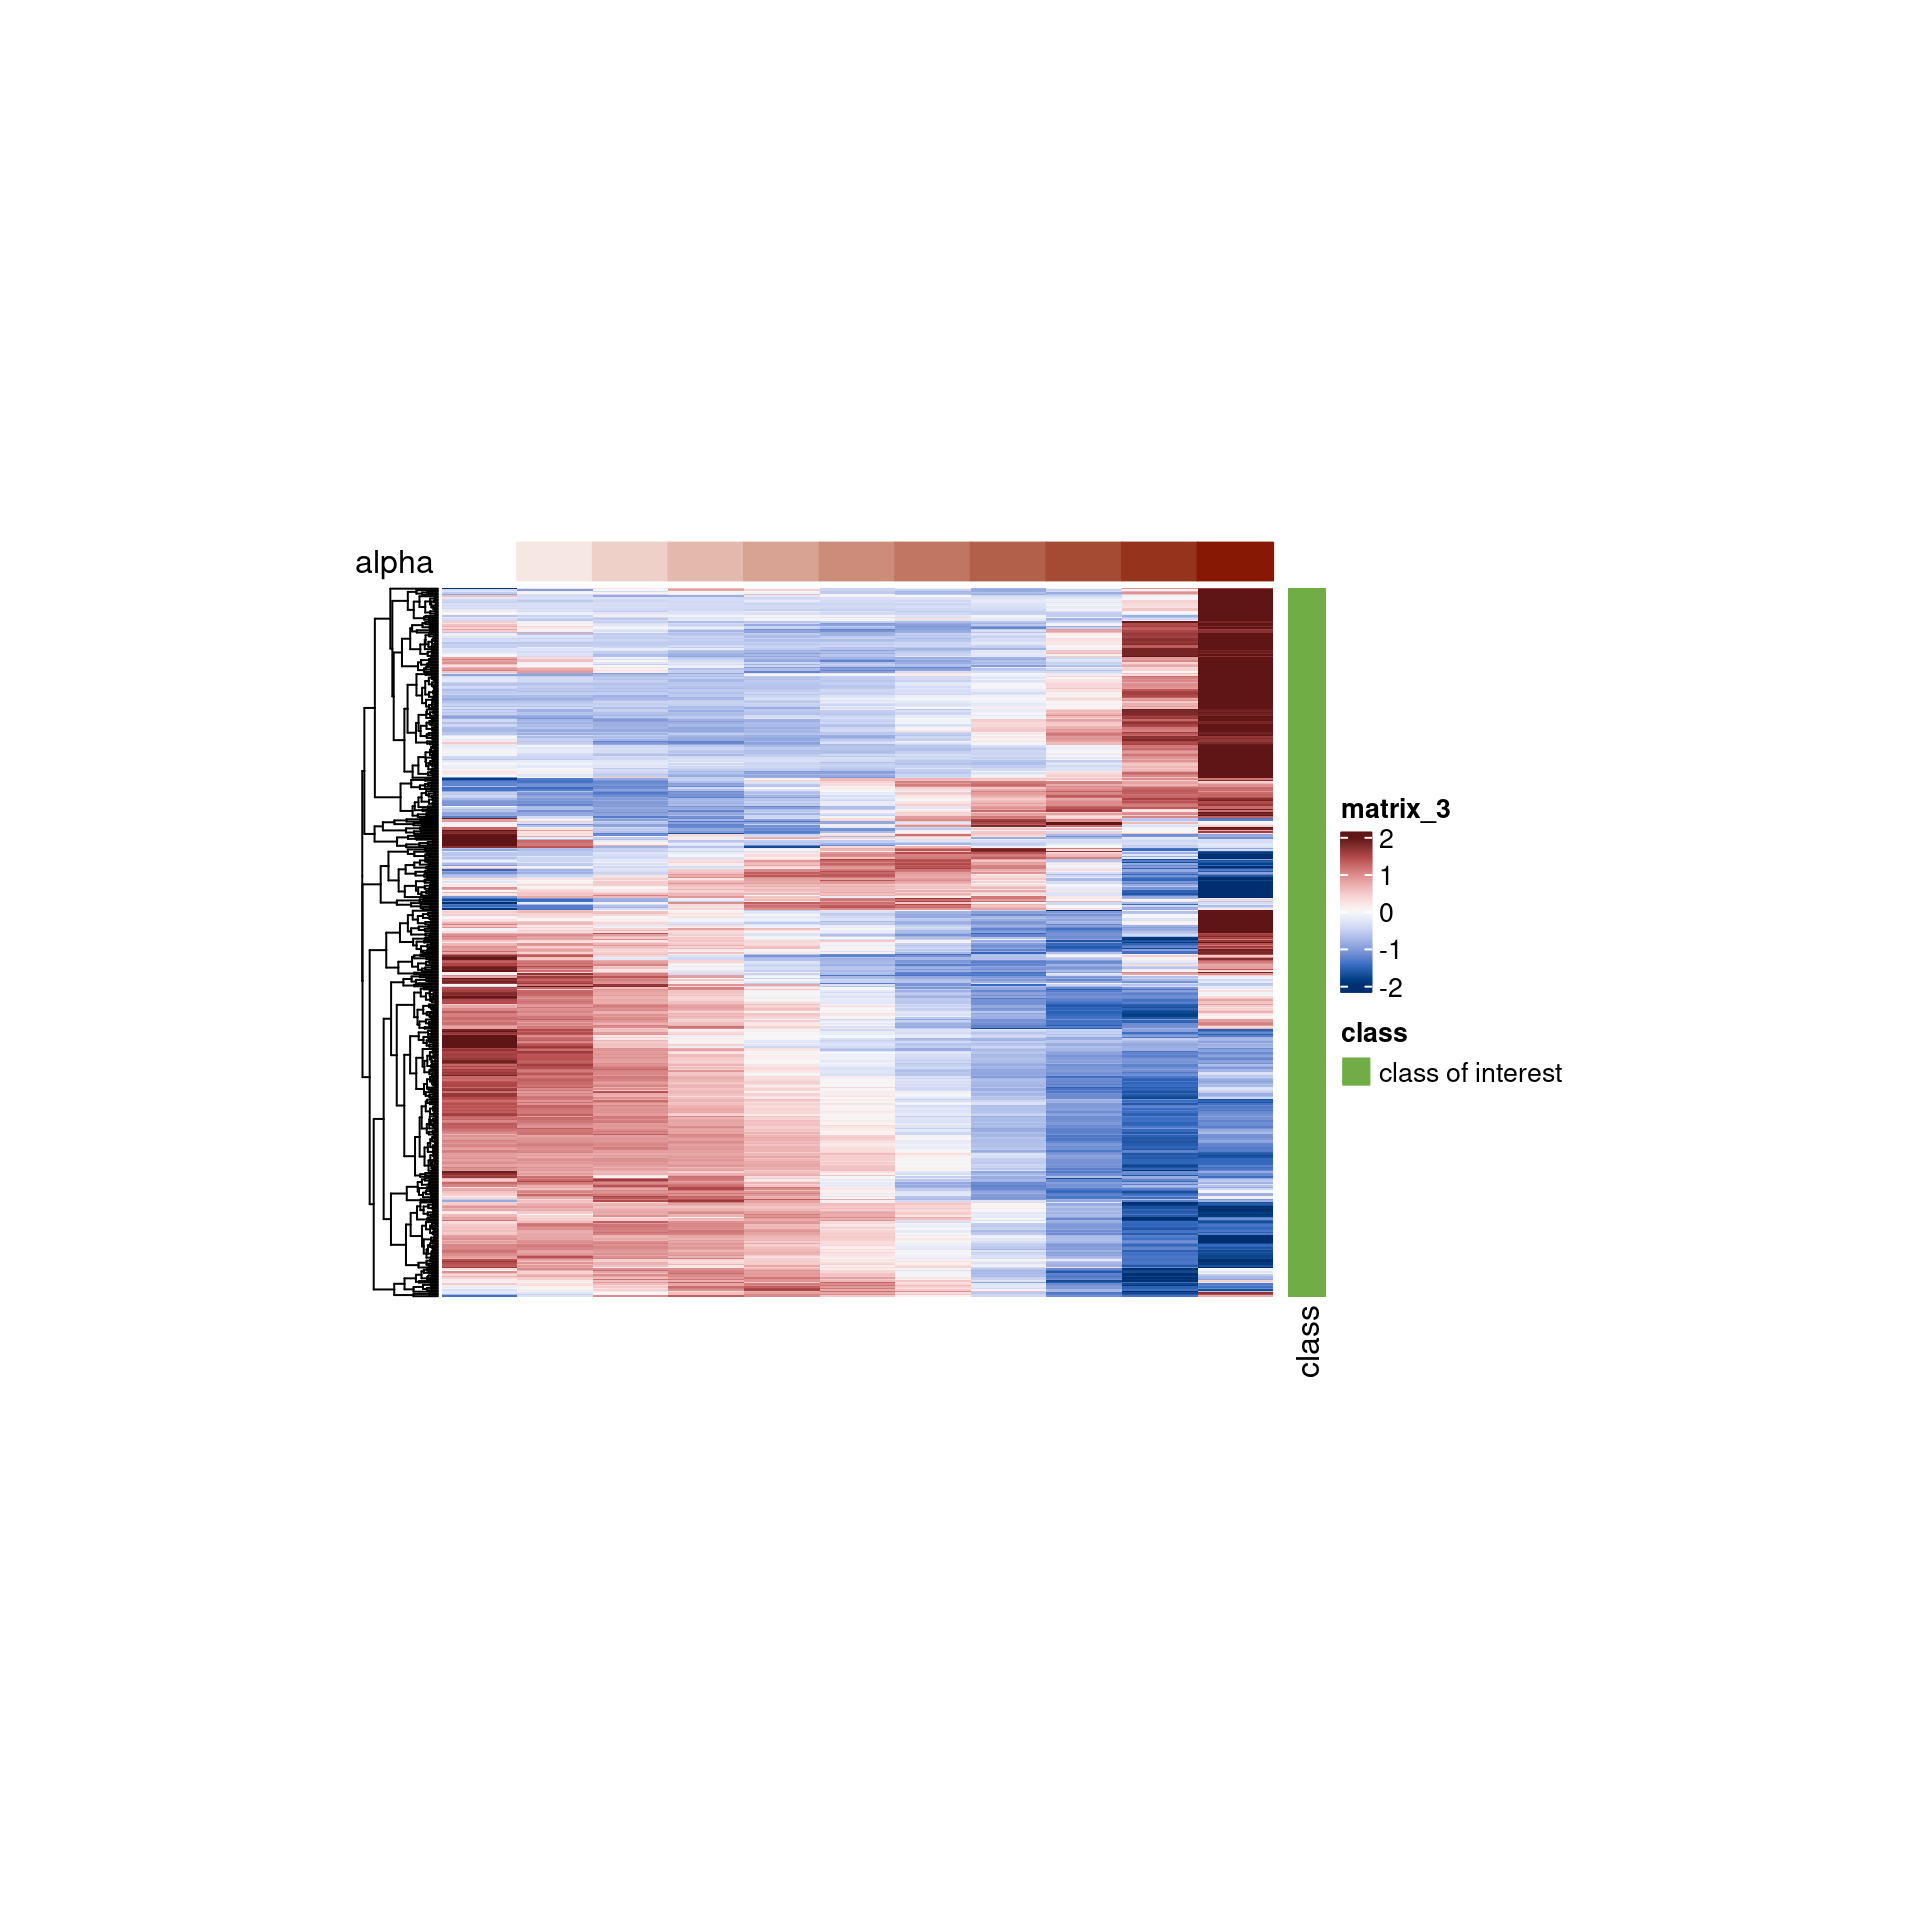 alpha
matrix_3
2
1
0
-1
-2
class
class of interest
class